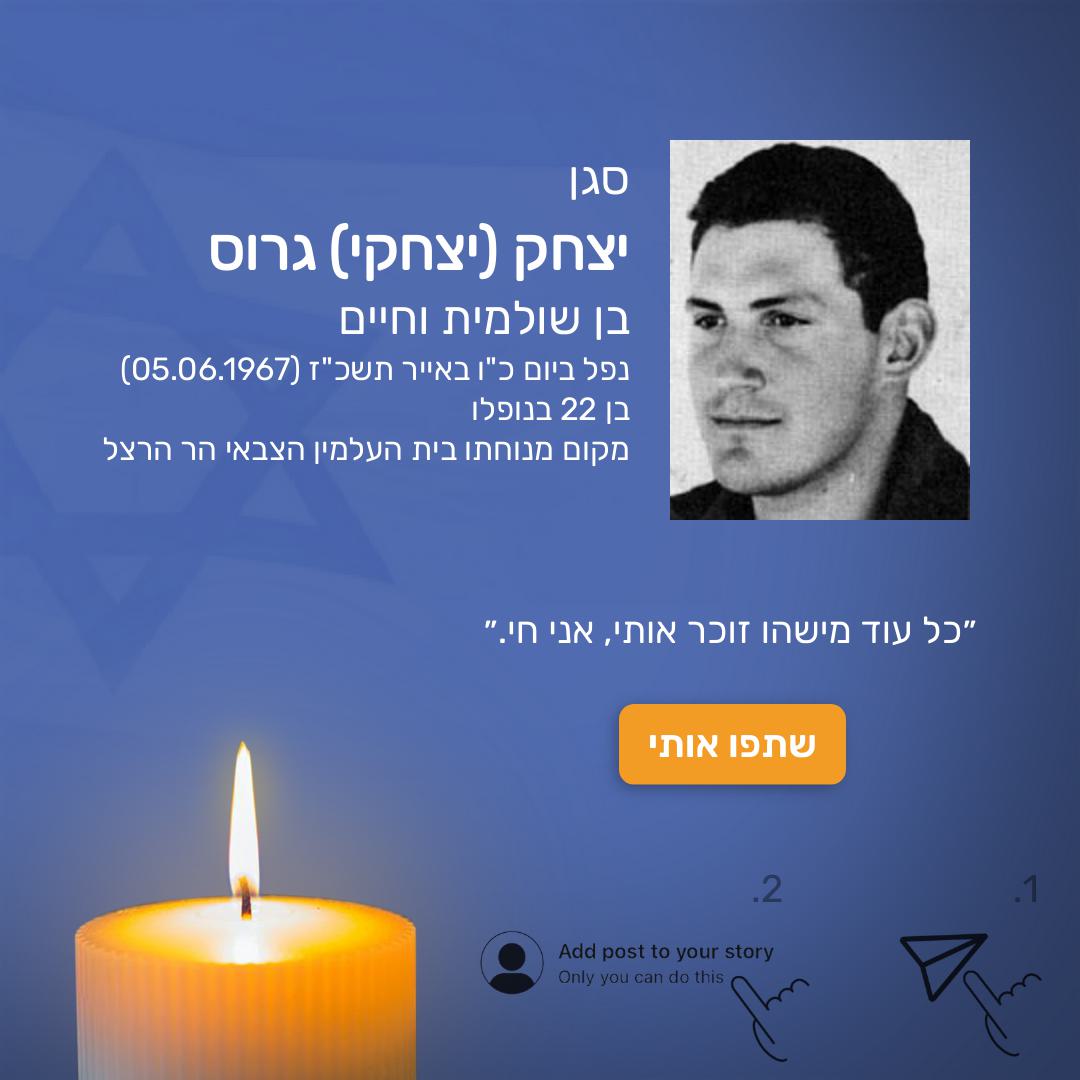 סגן
יצחק (יצחקי) גרוס
בן שולמית וחיים
נפל ביום כ"ו באייר תשכ"ז (05.06.1967)
בן 22 בנופלו
מקום מנוחתו בית העלמין הצבאי הר הרצל
״כל עוד מישהו זוכר אותי, אני חי.״
שתפו אותי
1.
2.
Add post to your story
Only you can do this